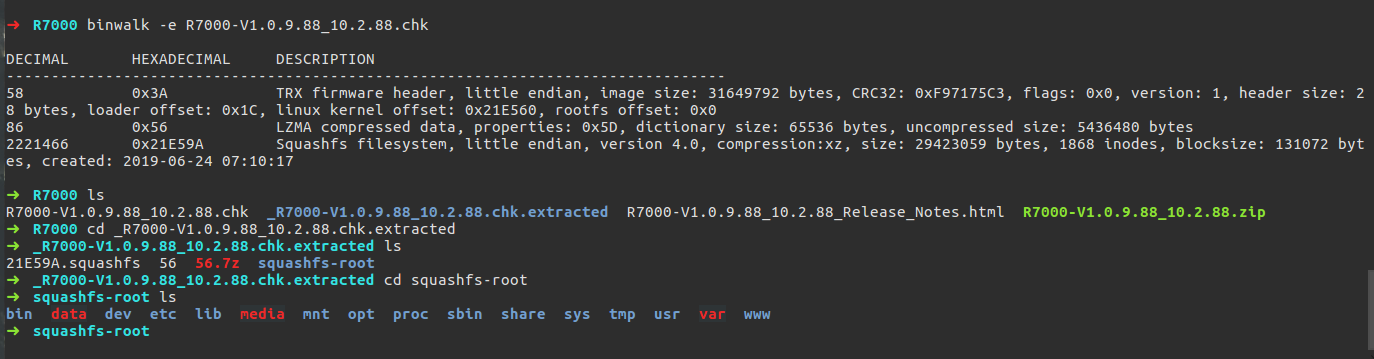 ➜  R7000 binwalk -e R7000-V1.0.9.88_10.2.88.chk
DECIMAL       HEXADECIMAL     DESCRIPTION
--------------------------------------------------------------------------------
58            0x3A            TRX firmware header, little endian, image size: 31649792 bytes, CRC32: 0xF97175C3, flags: 0x0, version: 1, header size: 2
8 bytes, loader offset: 0x1C, linux kernel offset: 0x21E560, rootfs offset: 0x0
86            0x56            LZMA compressed data, properties: 0x5D, dictionary size: 65536 bytes, uncompressed size: 5436480 bytes
2221466       0x21E59A        Squashfs filesystem, little endian, version 4.0, compression:xz, size: 29423059 bytes, 1868 inodes, blocksize: 131072 byt
es, created: 2019-06-24 07:10:17
➜  R7000 ls
R7000-V1.0.9.88_10.2.88.chk  _R7000-V1.0.9.88_10.2.88.chk.extracted  R7000-V1.0.9.88_10.2.88_Release_Notes.html  R7000-V1.0.9.88_10.2.88.zip
➜  R7000 cd _R7000-V1.0.9.88_10.2.88.chk.extracted
➜  _R7000-V1.0.9.88_10.2.88.chk.extracted ls
21E59A.squashfs  56  56.7z  squashfs-root
➜  _R7000-V1.0.9.88_10.2.88.chk.extracted cd squashfs-root
➜  squashfs-root ls
bin  data  dev  etc  lib  media  mnt  opt  proc  sbin  share  sys  tmp  usr  var  www
➜  squashfs-root